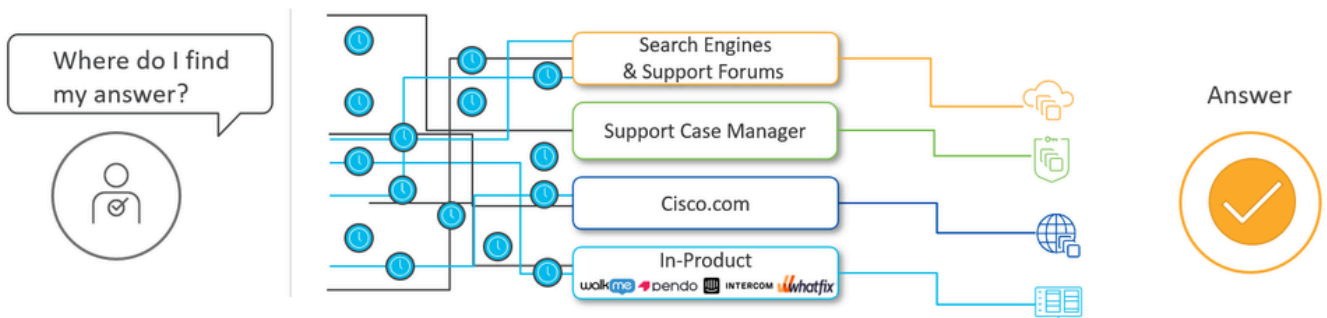 Where do I find
my answer?
Search Engines
& Support Forums
Support Case Manager
Cisco.com
In-Product
walkme pendo INTERCOM whatfix
Answer